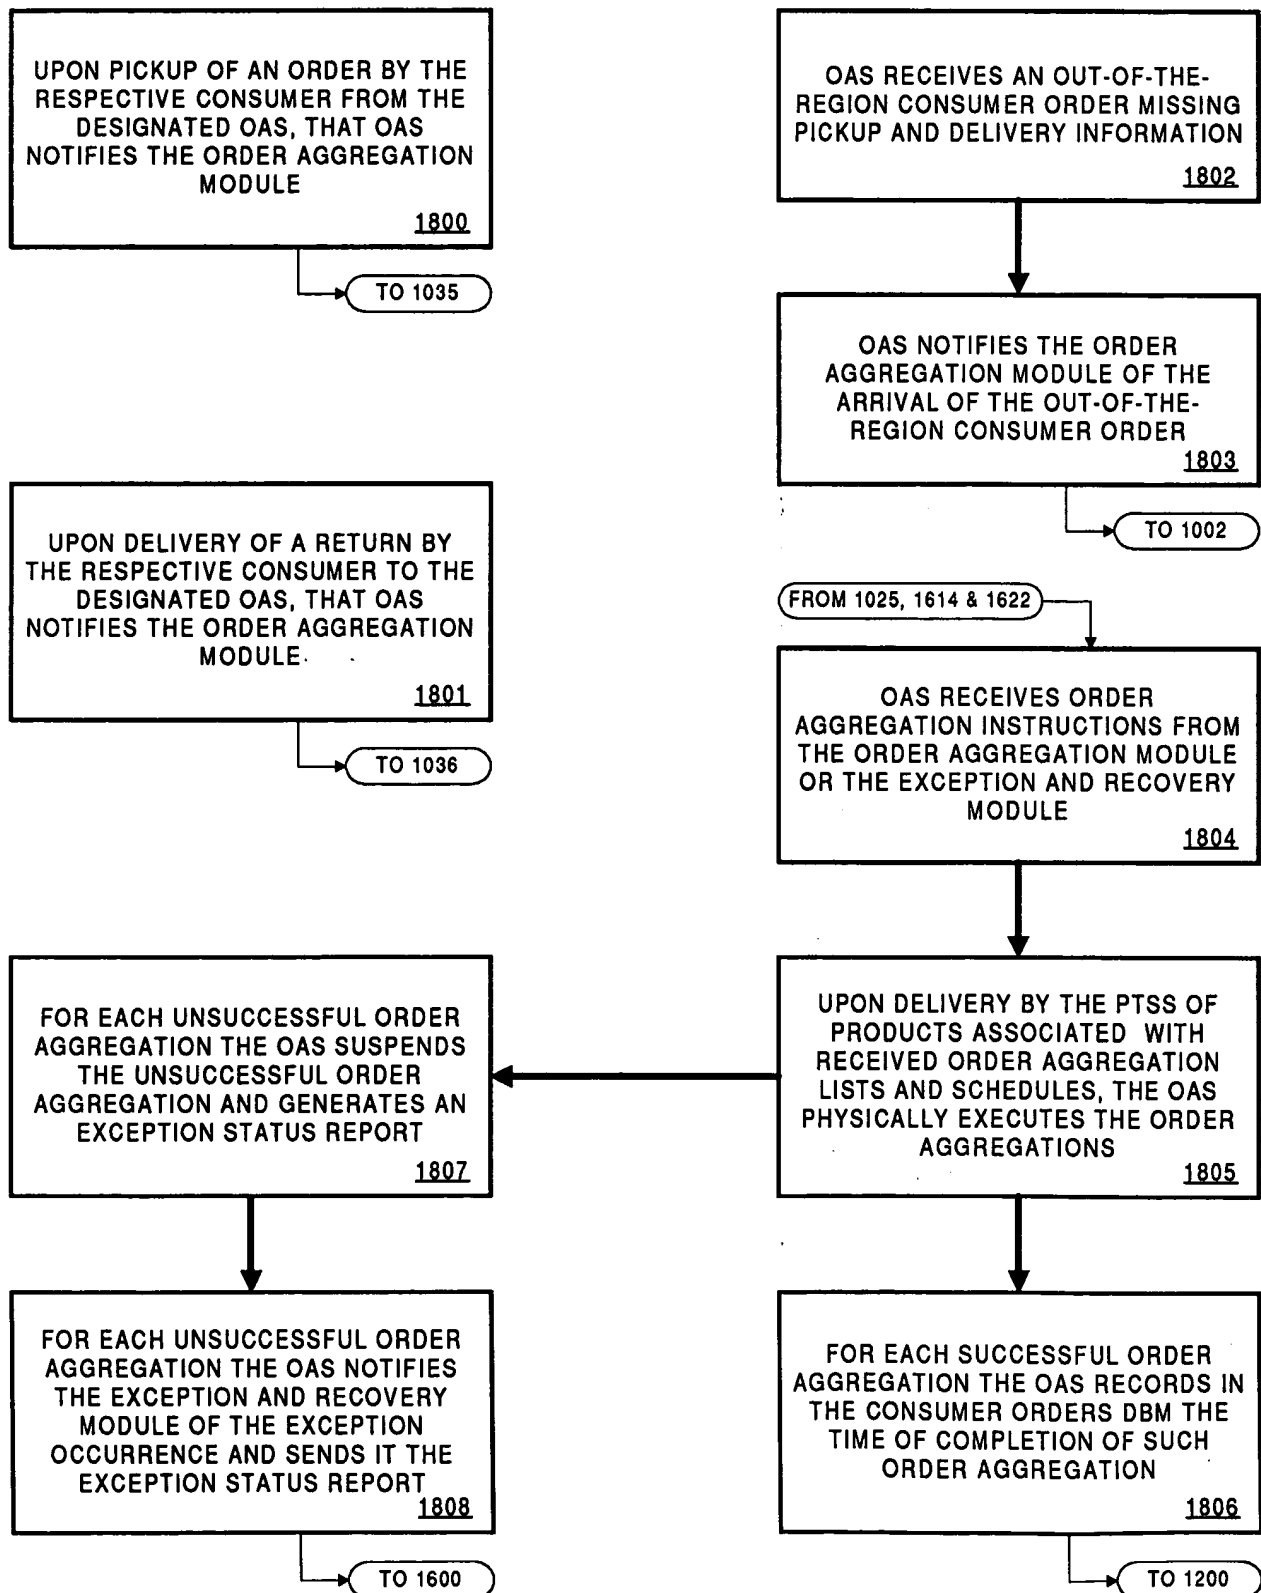 UPON PICKUP OF AN ORDER BY THE
RESPECTIVE CONSUMER FROM THE
DESIGNATED OAS, THAT OAS
NOTIFIES THE ORDER AGGREGATION
MODULE
1800
TO 1035
UPON DELIVERY OF A RETURN BY
THE RESPECTIVE CONSUMER TO THE
DESIGNATED OAS, THAT OAS
NOTIFIES THE ORDER AGGREGATION
MODULE
1801
TO 1036
OAS RECEIVES AN OUT-OF-THE-
REGION CONSUMER ORDER MISSING
PICKUP AND DELIVERY INFORMATION
1802
OAS NOTIFIES THE ORDER
AGGREGATION MODULE OF THE
ARRIVAL OF THE OUT-OF-THE-
REGION CONSUMER ORDER
1803
TO 1002
FROM 1025, 1614 & 1622
OAS RECEIVES ORDER
AGGREGATION INSTRUCTIONS FROM
THE ORDER AGGREGATION MODULE
OR THE EXCEPTION AND RECOVERY
MODULE
1804
UPON DELIVERY BY THE PTSS OF
PRODUCTS ASSOCIATED WITH
RECEIVED ORDER AGGREGATION
LISTS AND SCHEDULES, THE OAS
PHYSICALLY EXECUTES THE ORDER
AGGREGATIONS
1805
FOR EACH SUCCESSFUL ORDER
AGGREGATION THE OAS RECORDS IN
THE CONSUMER ORDERS DBM THE
TIME OF COMPLETION OF SUCH
ORDER AGGREGATION
1806
TO 1200
FOR EACH UNSUCCESSFUL ORDER
AGGREGATION THE OAS SUSPENDS
THE UNSUCCESSFUL ORDER
AGGREGATION AND GENERATES AN
EXCEPTION STATUS REPORT
1807
FOR EACH UNSUCCESSFUL ORDER
AGGREGATION THE OAS NOTIFIES
THE EXCEPTION AND RECOVERY
MODULE OF THE EXCEPTION
OCCURRENCE AND SENDS IT THE
EXCEPTION STATUS REPORT
1808
TO 1600